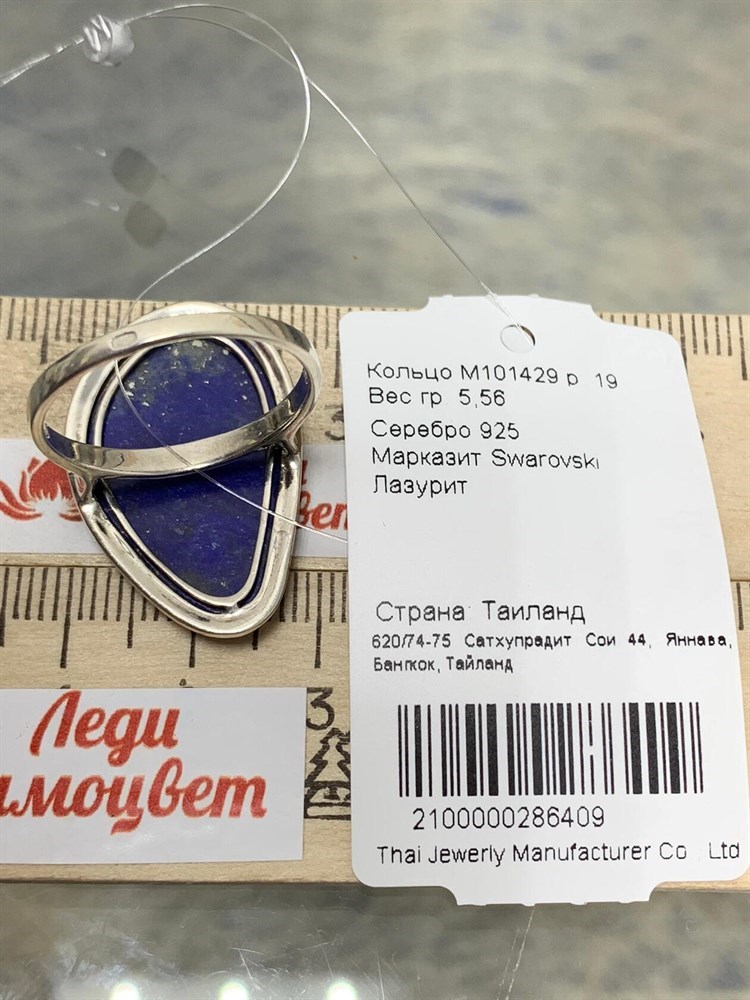 Кольцо М101429 р 19
Вес гр 5,56
Серебро 925
Марказит Swarovski
Лазурит
Страна Таиланд
620/74-75 Сатхупрадит Сои 44, Яннава,
Бангкок, Тайланд
2100000286409
Thai Jewerly Manufacturer Co Ltd
Леди
амоцвет
3